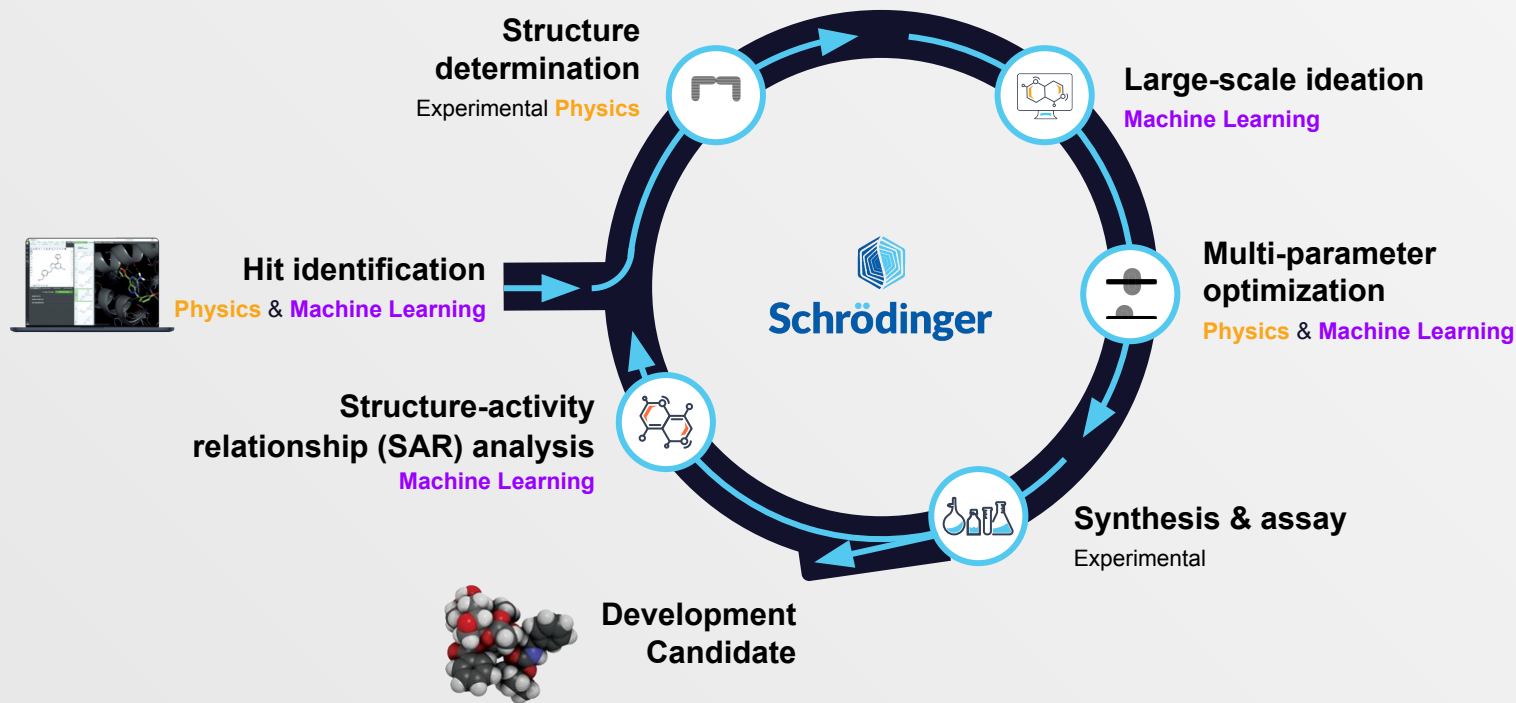 Structure
determination
Experimental Physics
Large-scale ideation
Machine Learning
Hit identification
Physics & Machine Learning
Schrödinger
Multi-parameter
optimization
Physics & Machine Learning
Structure-activity
relationship (SAR) analysis
Machine Learning
Synthesis & assay
Experimental
Development
Candidate